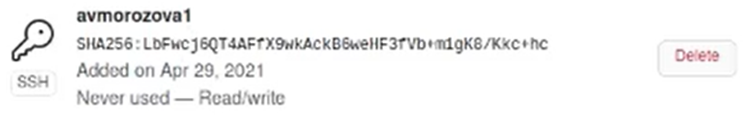 avmorozova1
SHA256:LbFwcj6QT4AFfX9wkAckB6weHF3fVb+m1gK8/Kkc+hc
SSH
Added on Apr 29, 2021
Never used — Read/write
Delete